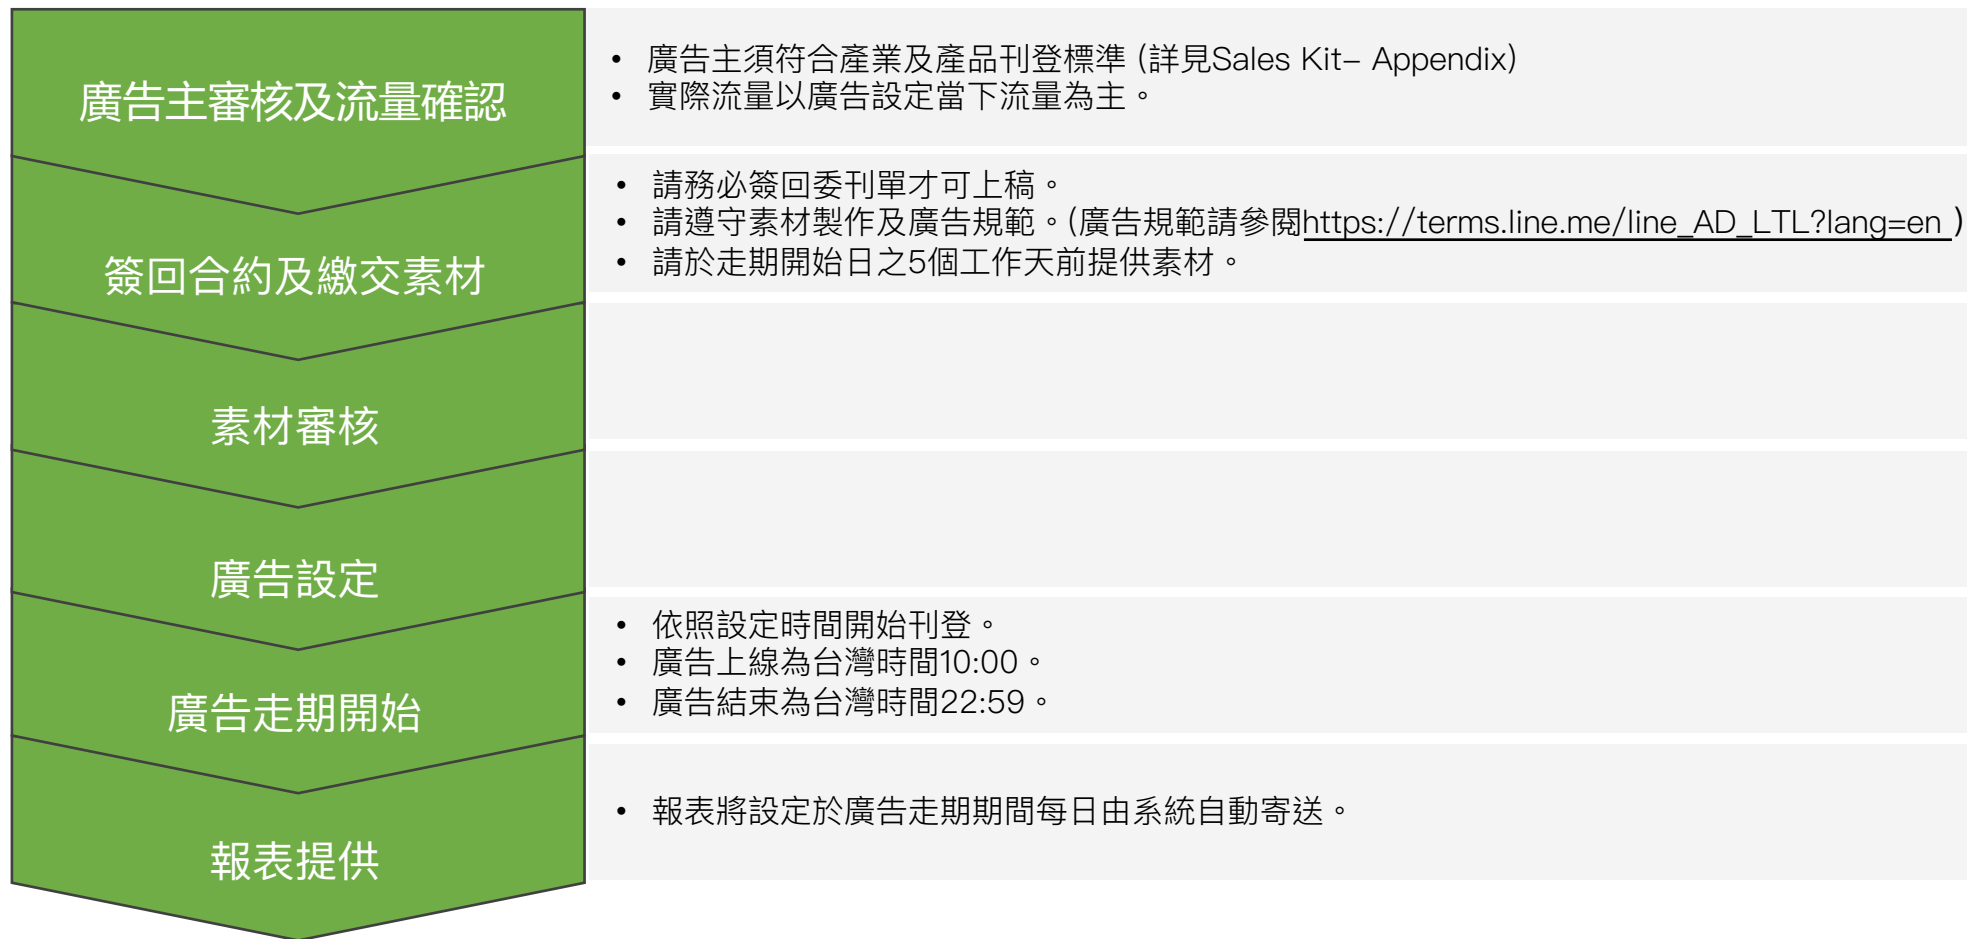 廣告主審核及流量確認
• 廣告主須符合產業及產品刊登標準 (詳見Sales Kit– Appendix)
• 實際流量以廣告設定當下流量為主。
簽回合約及繳交素材
• 請務必簽回委刊單才可上稿。
• 請遵守素材製作及廣告規範。(廣告規範請參閱https://terms.line.me/line_AD_LTL?lang=en )
• 請於走期開始日之5個工作天前提供素材。
素材審核
廣告設定
廣告走期開始
• 依照設定時間開始刊登。
• 廣告上線為台灣時間10:00。
• 廣告結束為台灣時間22:59。
報表提供
• 報表將設定於廣告走期期間每日由系統自動寄送。